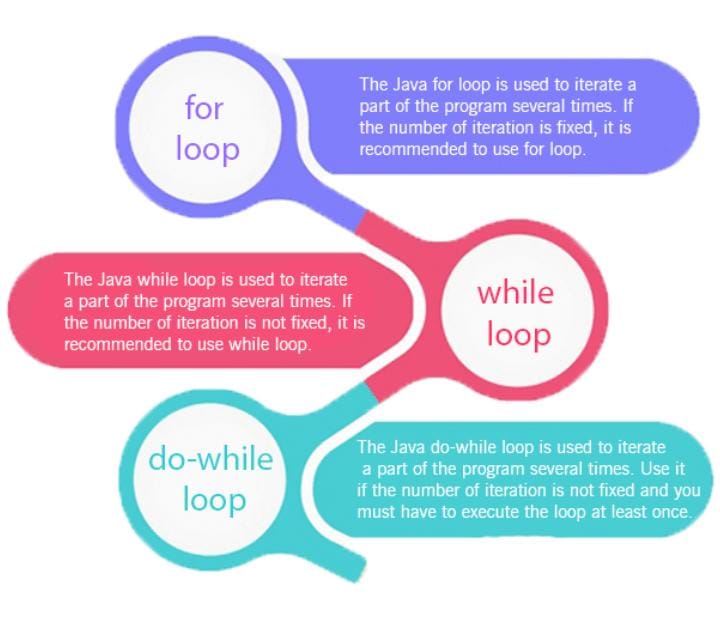 for
loop
The Java for loop is used to iterate a
part of the program several times. If
the number of iteration is fixed, it is
recommended to use for loop.
while
loop
The Java while loop is used to iterate
a part of the program several times. If
the number of iteration is not fixed, it is
recommended to use while loop.
do-while
loop
The Java do-while loop is used to iterate
a part of the program several times. Use it
if the number of iteration is not fixed and you
must have to execute the loop at least once.